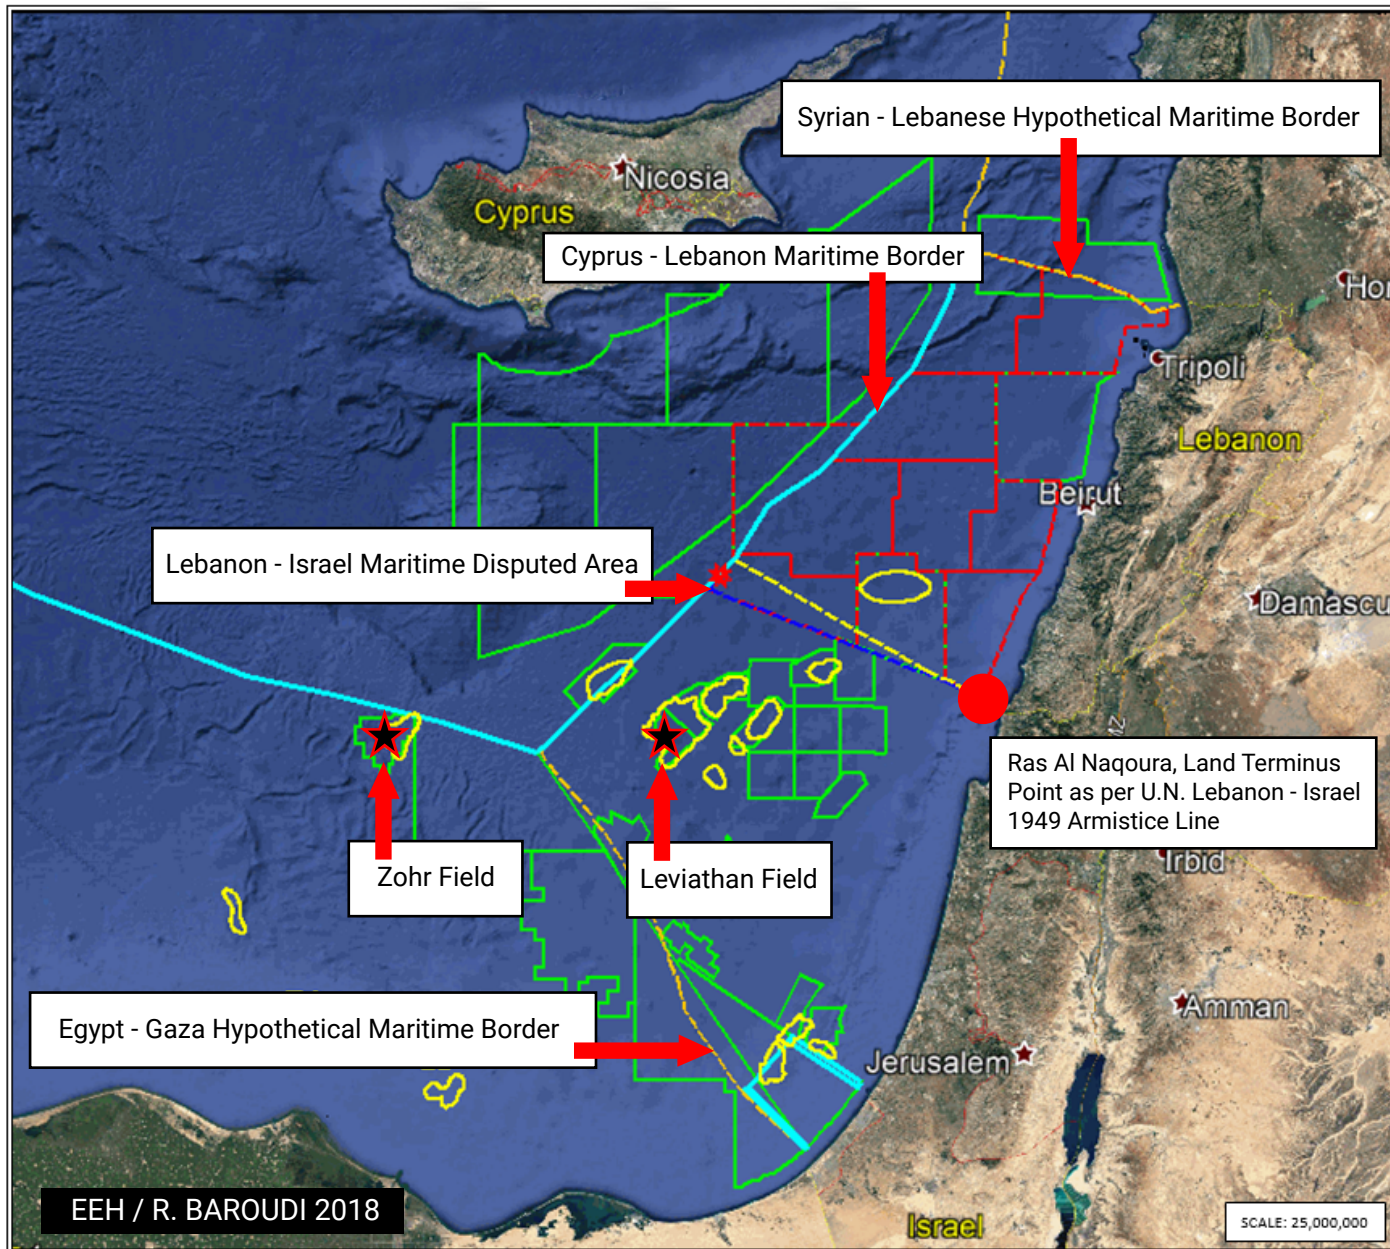 Syrian - Lebanese Hypothetical Maritime Border
Nicosia
Cyprus
Cyprus - Lebanon Maritime Border
Hor
Tripoli
Lebanon
Beirut
Lebanon - Israel Maritime Disputed Area
Damascu
Ras Al Naqoura, Land Terminus
Point as per U.N. Lebanon - Israel
1949 Armistice Line
Irbid
Zohr Field
Leviathan Field
Amman
Egypt - Gaza Hypothetical Maritime Border
Jerusalem
EEH / R. BAROUDI 2018
Israel
SCALE: 25,000,000